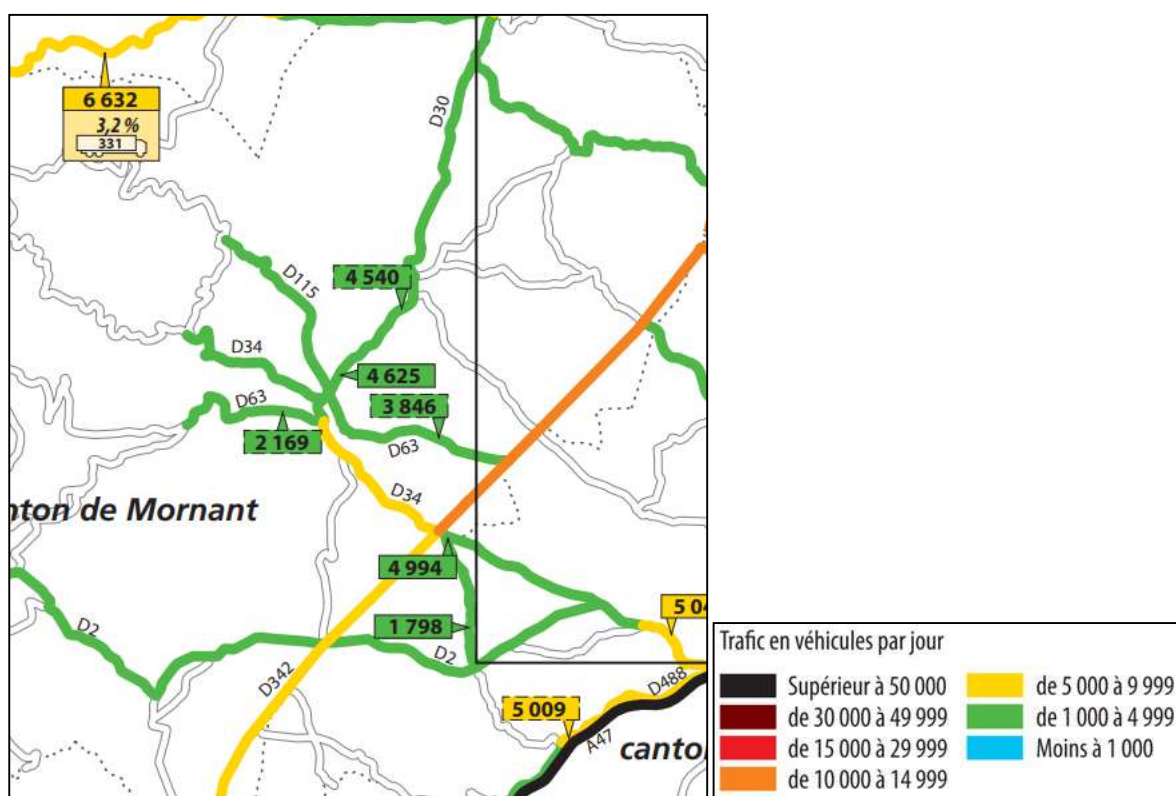 6 632
3,2 %
331
D30
D115
4 540
D34
4 625
D63
3 846
2 169
D63
D34
nton de Mornant
4 994
1 798
5 04
D2
D2
D342
D488
5 009
A47
canto
Trafic en véhicules par jour
Supérieur à 50 000
de 30 000 à 49 999
de 15 000 à 29 999
de 10 000 à 14 999
de 5 000 à 9 999
de 1 000 à 4 999
Moins à 1 000